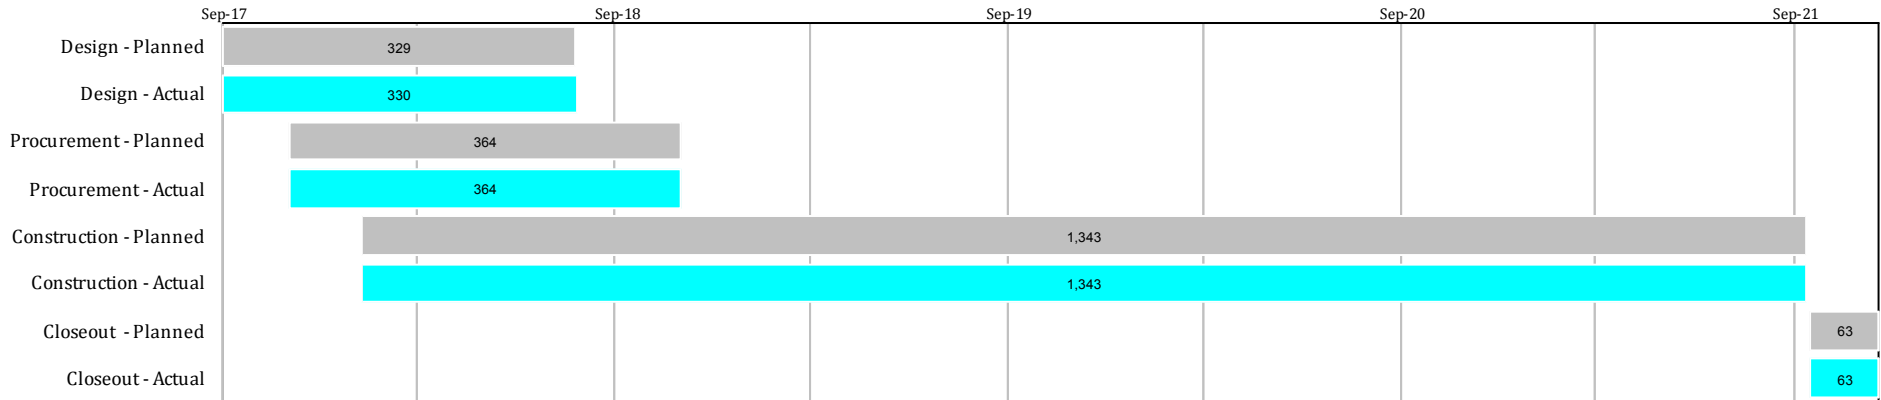 Sep-17 Sep-18 Sep-19 Sep-20 Sep-21
Design - Planned 329
Design - Actual 330
Procurement - Planned 364
Procurement - Actual 364
Construction - Planned 1,343
Construction - Actual 1,343
Closeout - Planned 63
Closeout - Actual 63